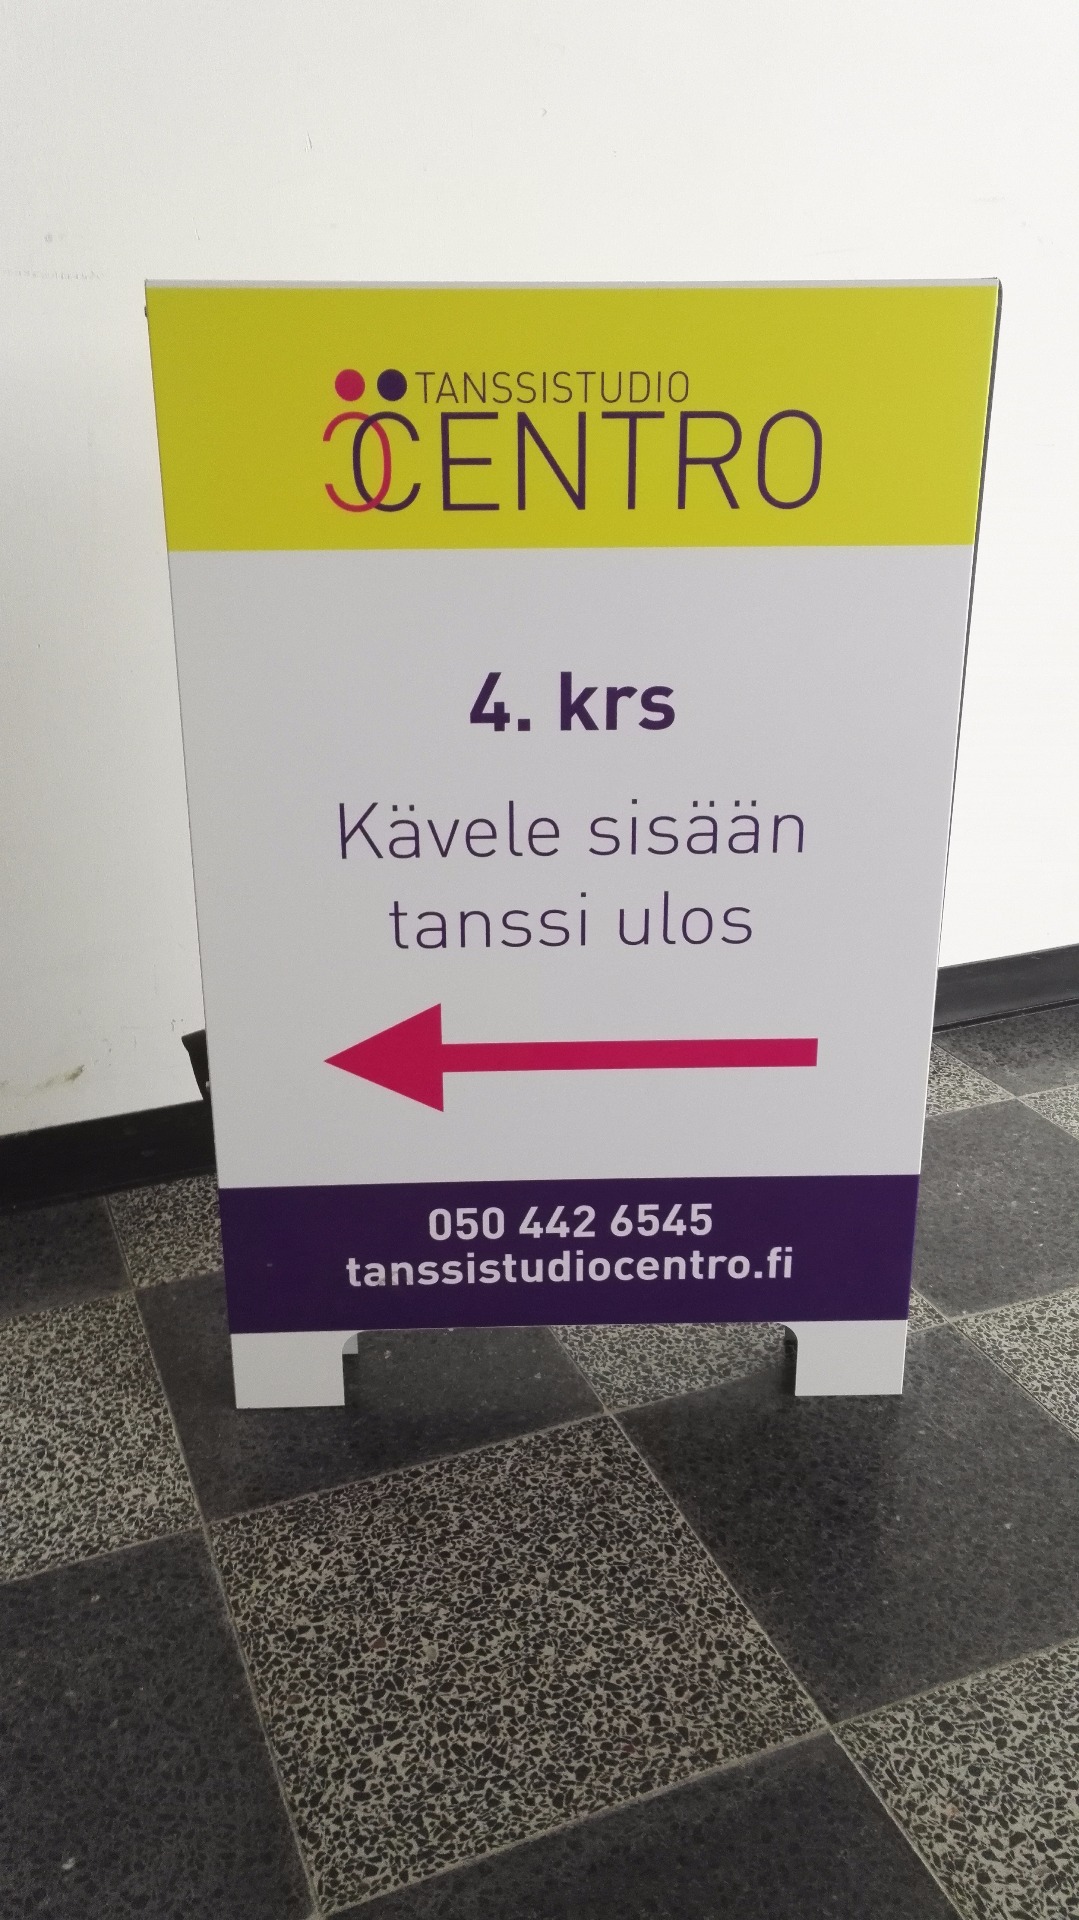 TANSSISTUDIO
CENTRO
4. krs
Kävele sisään
tanssi ulos
050 442 6545
tanssistudiocentro.fi